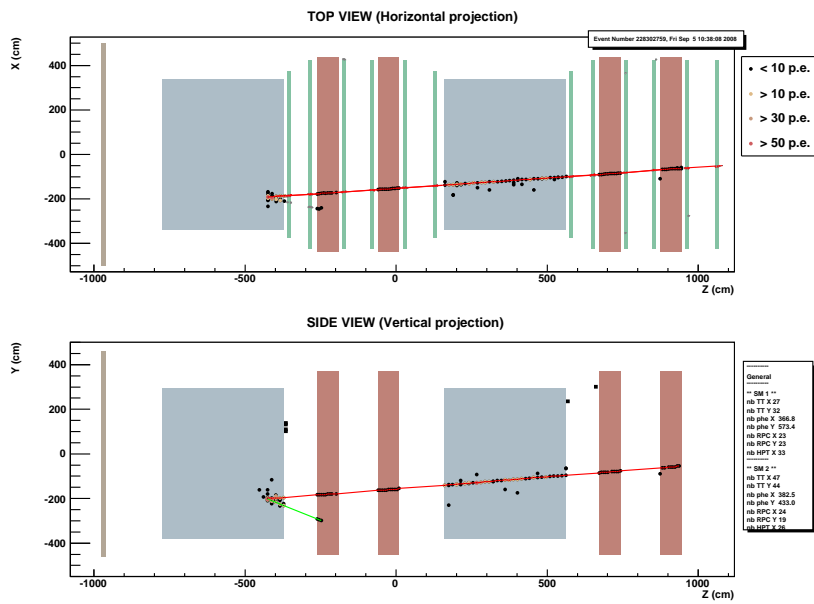 TOP VIEW (Horizontal projection)
Event Number 228302759, Fri Sep 5 10:38:08 2008
X (cm)
400
200
0
-200
-400
-1000
-500
0
500
1000
Z (cm)
< 10 p.e.
> 10 p.e.
> 30 p.e.
> 50 p.e.
SIDE VIEW (Vertical projection)
Y (cm)
400
200
0
-200
-400
-1000
-500
0
500
1000
Z (cm)
----------
General
----------
** SM 1 **
nb TT X 27
nb TT Y 32
nb phe X 366.8
nb phe Y 573.4
nb RPC X 23
nb RPC Y 23
nb HPT X 33
----------
** SM 2 **
nb TT X 47
nb TT Y 44
nb phe X 382.5
nb phe Y 433.0
nb RPC X 24
nb RPC Y 19
nb HPT X 26